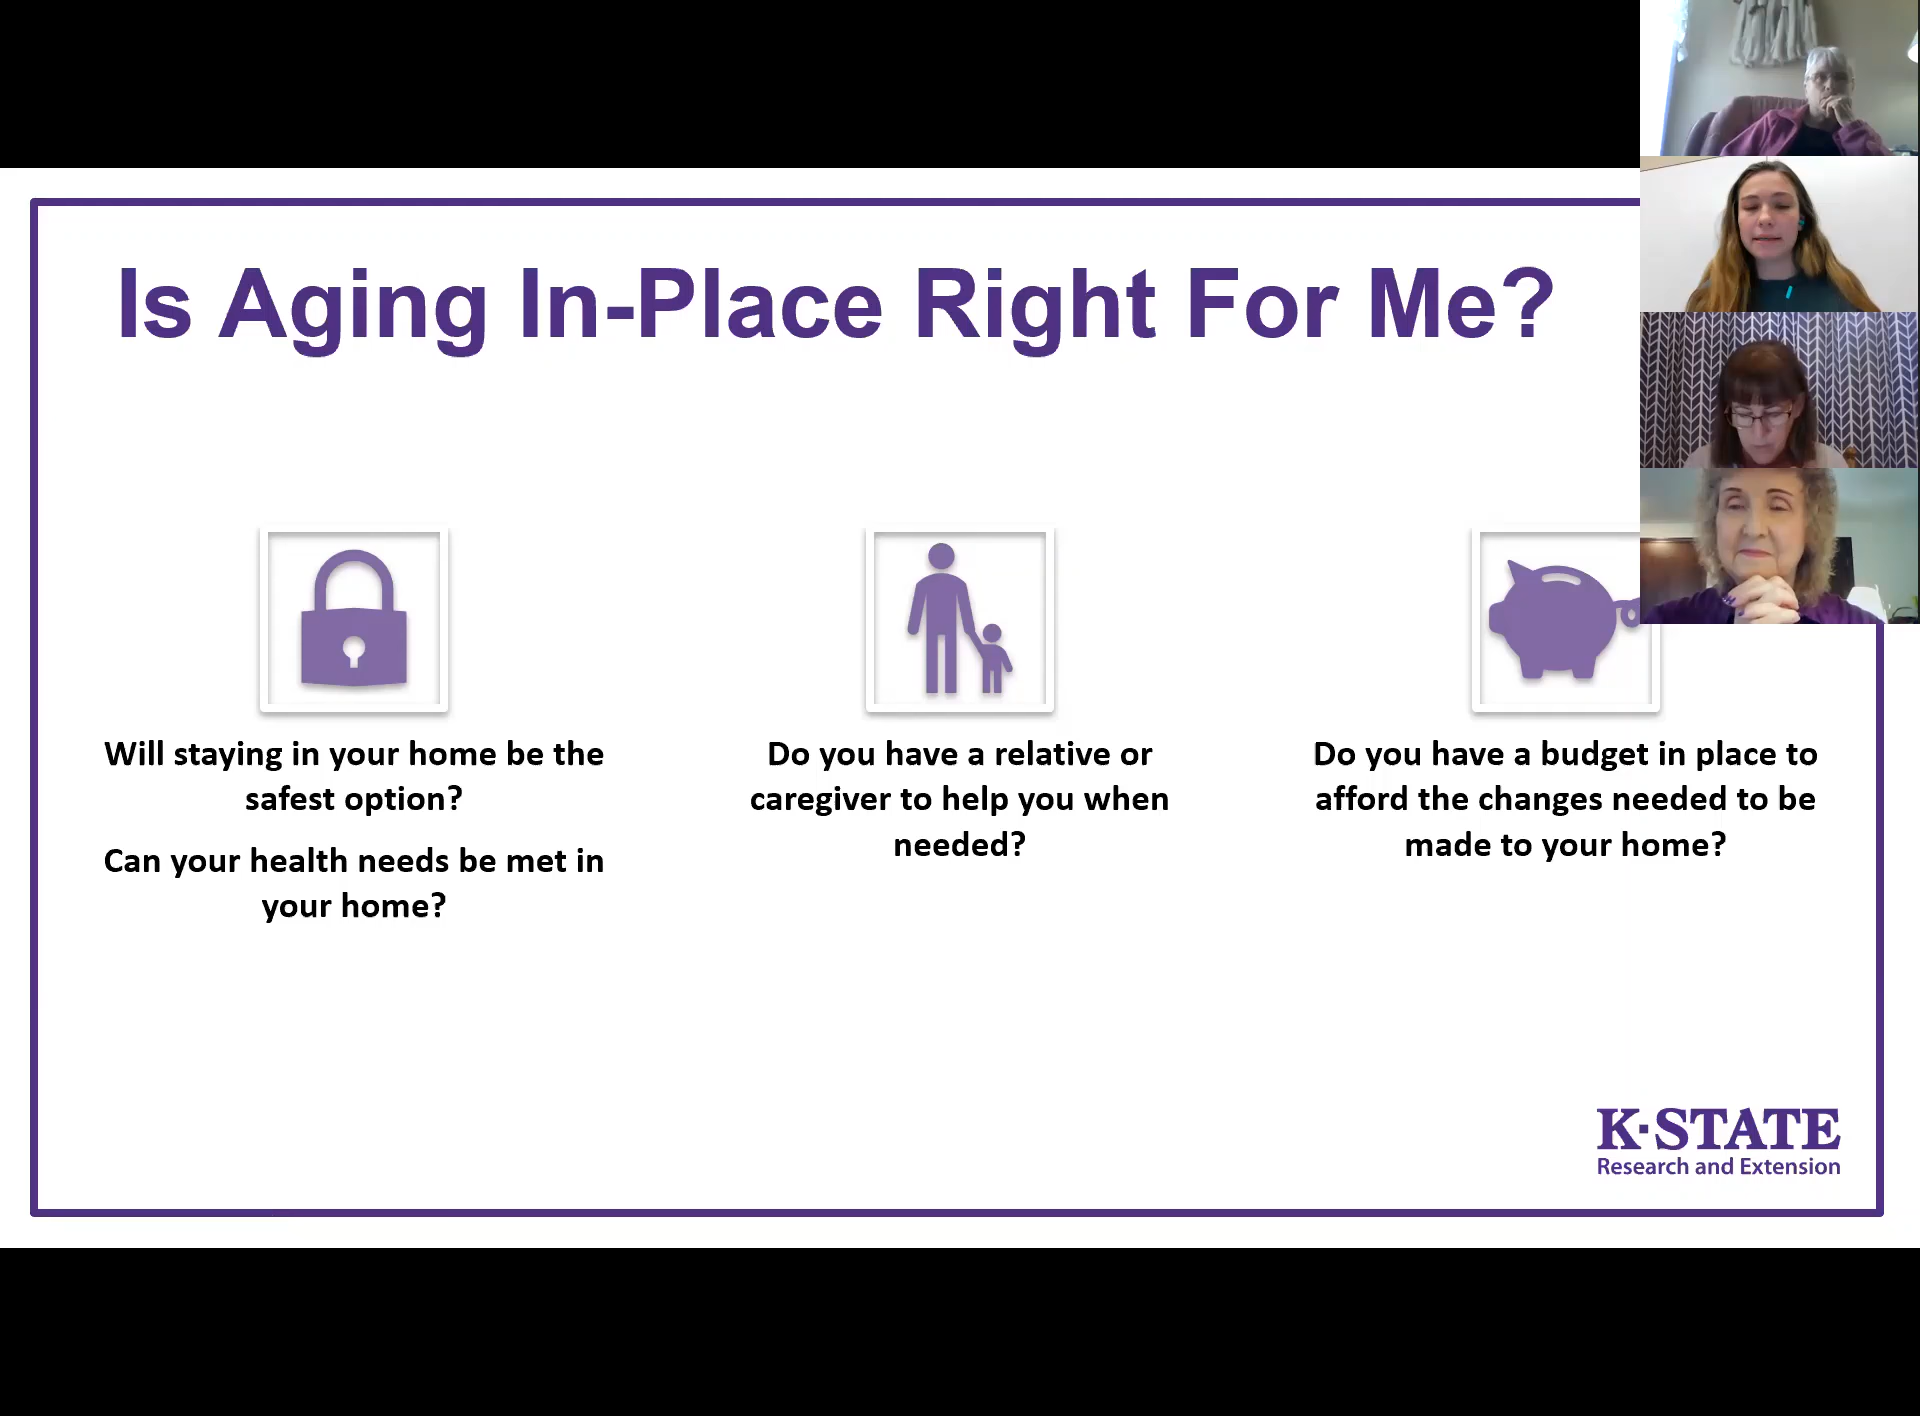 Is Aging In-Place Right For Me?
Will staying in your home be the
safest option?
Can your health needs be met in
your home?
Do you have a relative or
caregiver to help you when
needed?
Do you have a budget in place to
afford the changes needed to be
made to your home?
K·STATE
Research and Extension